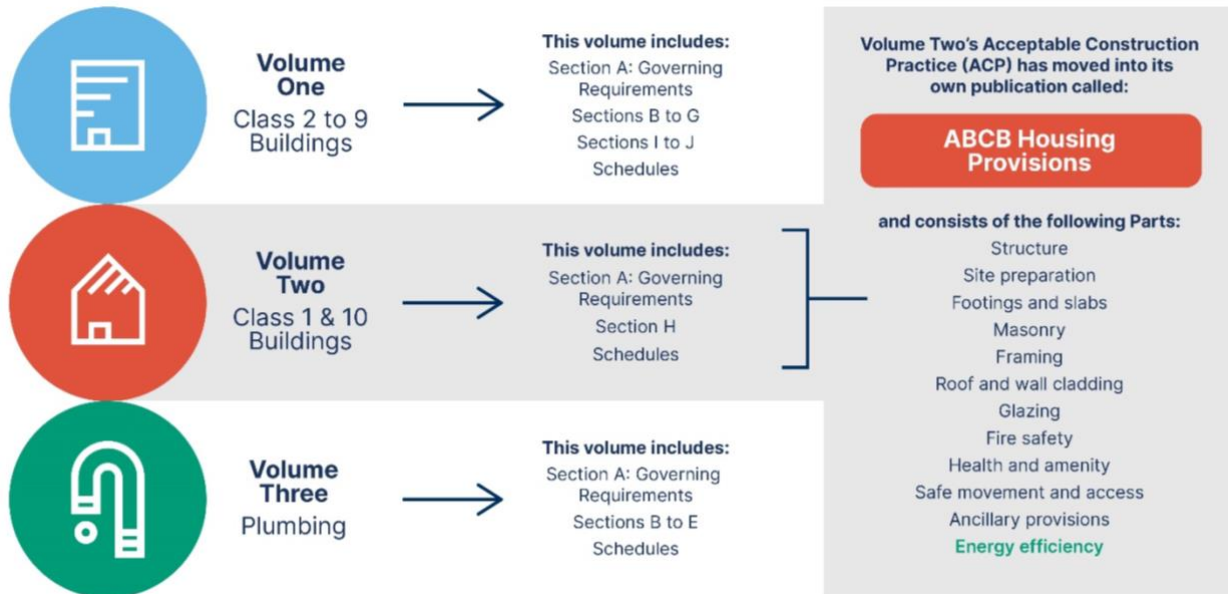 Volume
One
Class 2 to 9
Buildings
This volume includes:
Section A: Governing
Requirements
Sections B to G
Sections I to J
Schedules
Volume
Two
Class 1 & 10
Buildings
This volume includes:
Section A: Governing
Requirements
Section H
Schedules
Volume
Three
Plumbing
This volume includes:
Section A: Governing
Requirements
Sections B to E
Schedules
Volume Two's Acceptable Construction
Practice (ACP) has moved into its
own publication called:
ABCB Housing
Provisions
and consists of the following Parts:
Structure
Site preparation
Footings and slabs
Masonry
Framing
Roof and wall cladding
Glazing
Fire safety
Health and amenity
Safe movement and access
Ancillary provisions
Energy efficiency